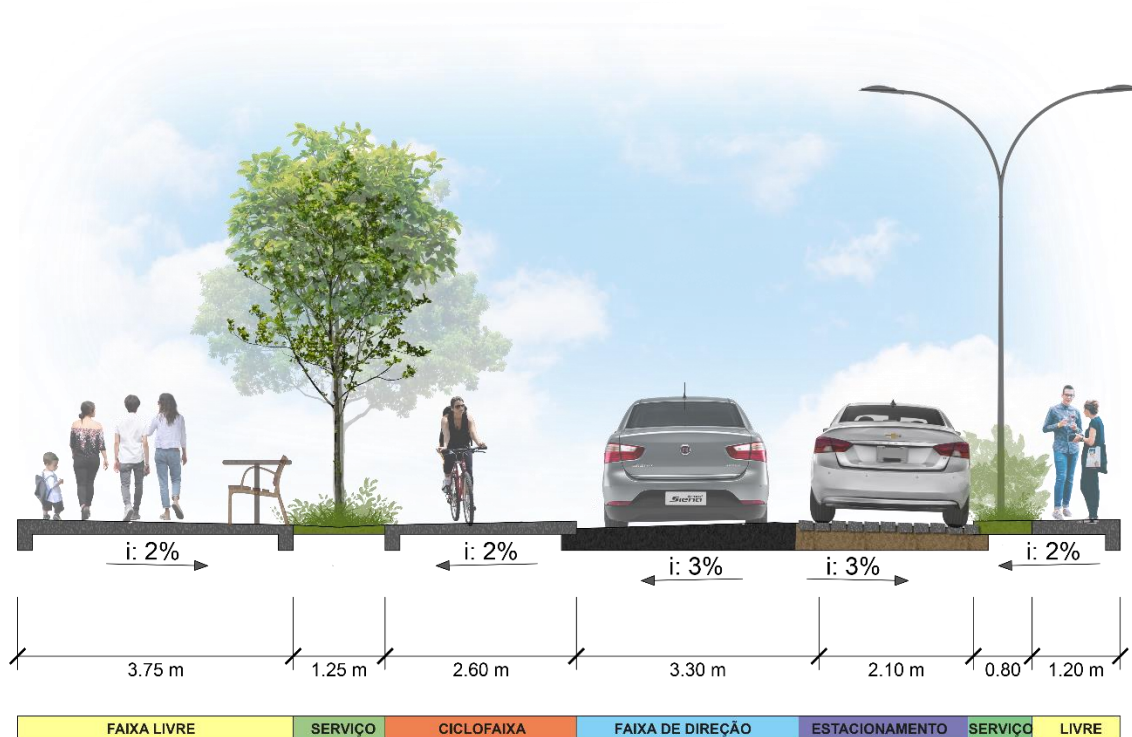 Siena
i: 2%
i: 2%
i: 3%
i: 3%
i: 2%
3.75 m
1.25 m
2.60 m
3.30 m
2.10 m
0.80
1.20 m
FAIXA LIVRE
SERVIÇO
CICLOFAIXA
FAIXA DE DIREÇÃO
ESTACIONAMENTO
SERVIÇO
LIVRE